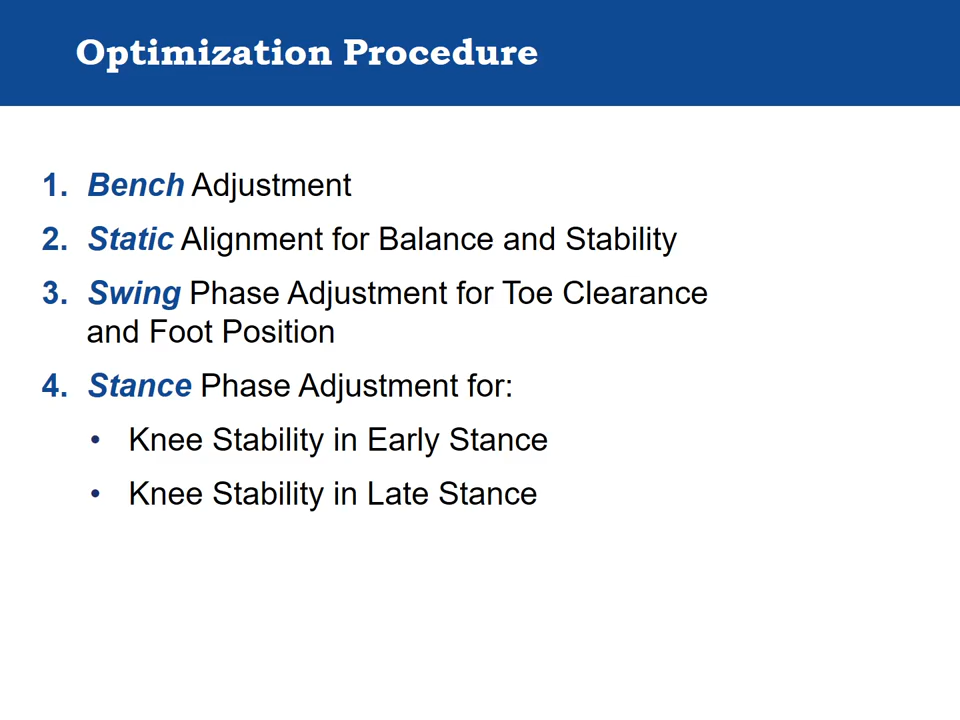 Optimization Procedure
1. Bench Adjustment
2. Static Alignment for Balance and Stability
3. Swing Phase Adjustment for Toe Clearance
and Foot Position
4. Stance Phase Adjustment for:
• Knee Stability in Early Stance
• Knee Stability in Late Stance